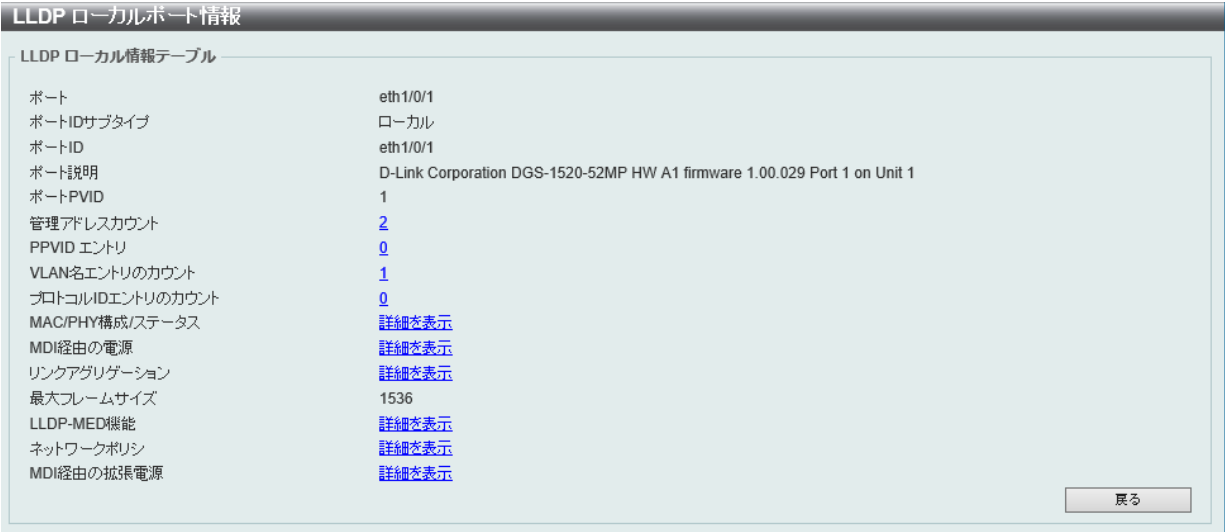 LLDP ローカルポート情報
LLDP ローカル情報テーブル
ポート eth1/0/1
ポートIDサブタイプ ローカル
ポートID eth1/0/1
ポート説明 D-Link Corporation DGS-1520-52MP HW A1 firmware 1.00.029 Port 1 on Unit 1
ポートPVID 1
管理アドレスカウント 2
PPVID エントリ 0
VLAN名エントリのカウント 1
プロトコルIDエントリのカウント 0
MAC/PHY構成/ステータス 詳細を表示
MDI経由の電源 詳細を表示
リンクアグリゲーション 詳細を表示
最大フレームサイズ 1536
LLDP-MED機能 詳細を表示
ネットワークポリシ 詳細を表示
MDI経由の拡張電源 詳細を表示
戻る